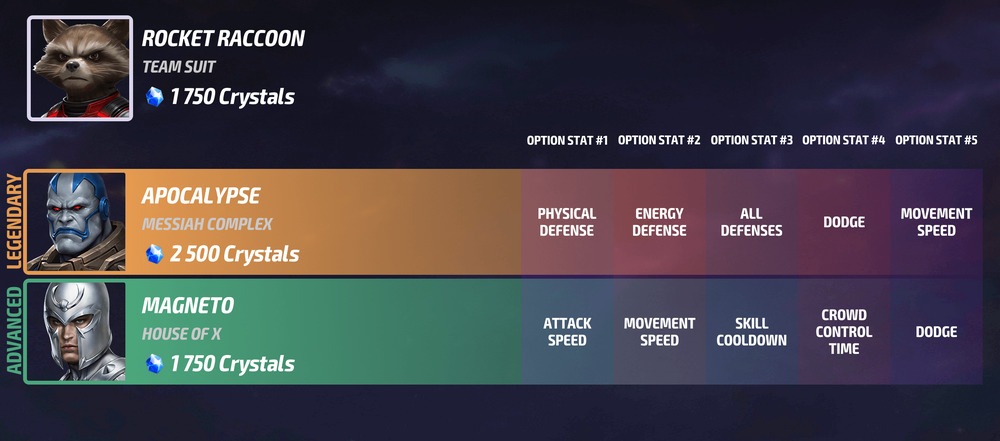 ROCKET RACCOON
TEAM SUIT
1 750 Crystals
OPTION STAT #1 OPTION STAT #2 OPTION STAT #3 OPTION STAT #4 OPTION STAT #5
LEGENDARY
APOCALYPSE
MESSIAH COMPLEX
2 500 Crystals
PHYSICAL
DEFENSE
ENERGY
DEFENSE
ALL
DEFENSES
DODGE
MOVEMENT
SPEED
ADVANCED
MAGNETO
HOUSE OF X
1 750 Crystals
ATTACK
SPEED
MOVEMENT
SPEED
SKILL
COOLDOWN
CROWD
CONTROL
TIME
DODGE